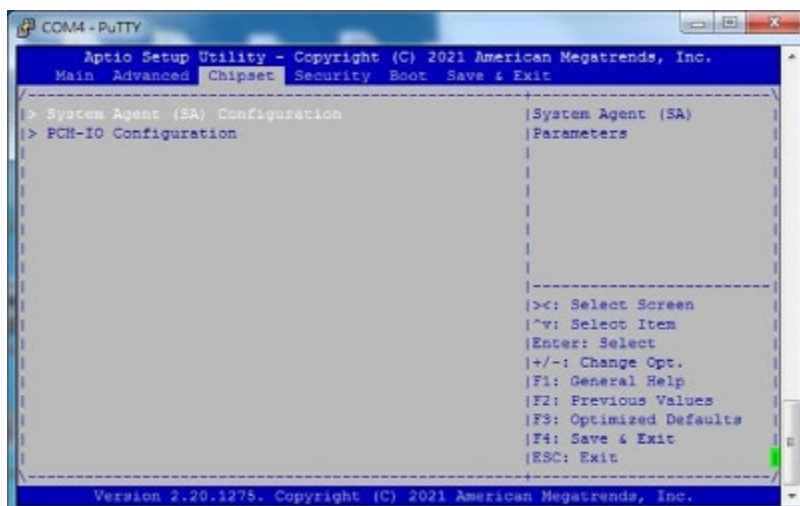 COM4 - PuTTY
Aptio Setup Utility - Copyright (C) 2021 American Megatrends, Inc.
Main Advanced Chipset Security Boot Save & Exit
> System Agent (SA) Configuration
> PCH-IO Configuration
System Agent (SA)
Parameters
><: Select Screen
^v: Select Item
Enter: Select
+/-: Change Opt.
F1: General Help
F2: Previous Values
F3: Optimized Defaults
F4: Save & Exit
ESC: Exit
Version 2.20.1275. Copyright (C) 2021 American Megatrends, Inc.